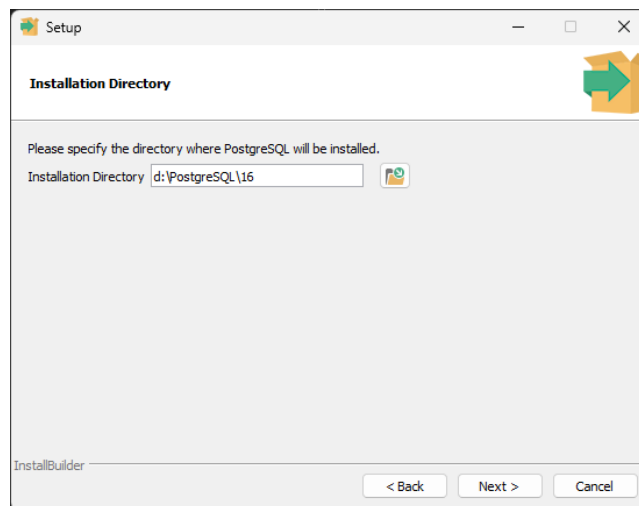 Setup
Installation Directory
Please specify the directory where PostgreSQL will be installed.
Installation Directory d:\PostgreSQL\16
InstallBuilder
< Back Next > Cancel